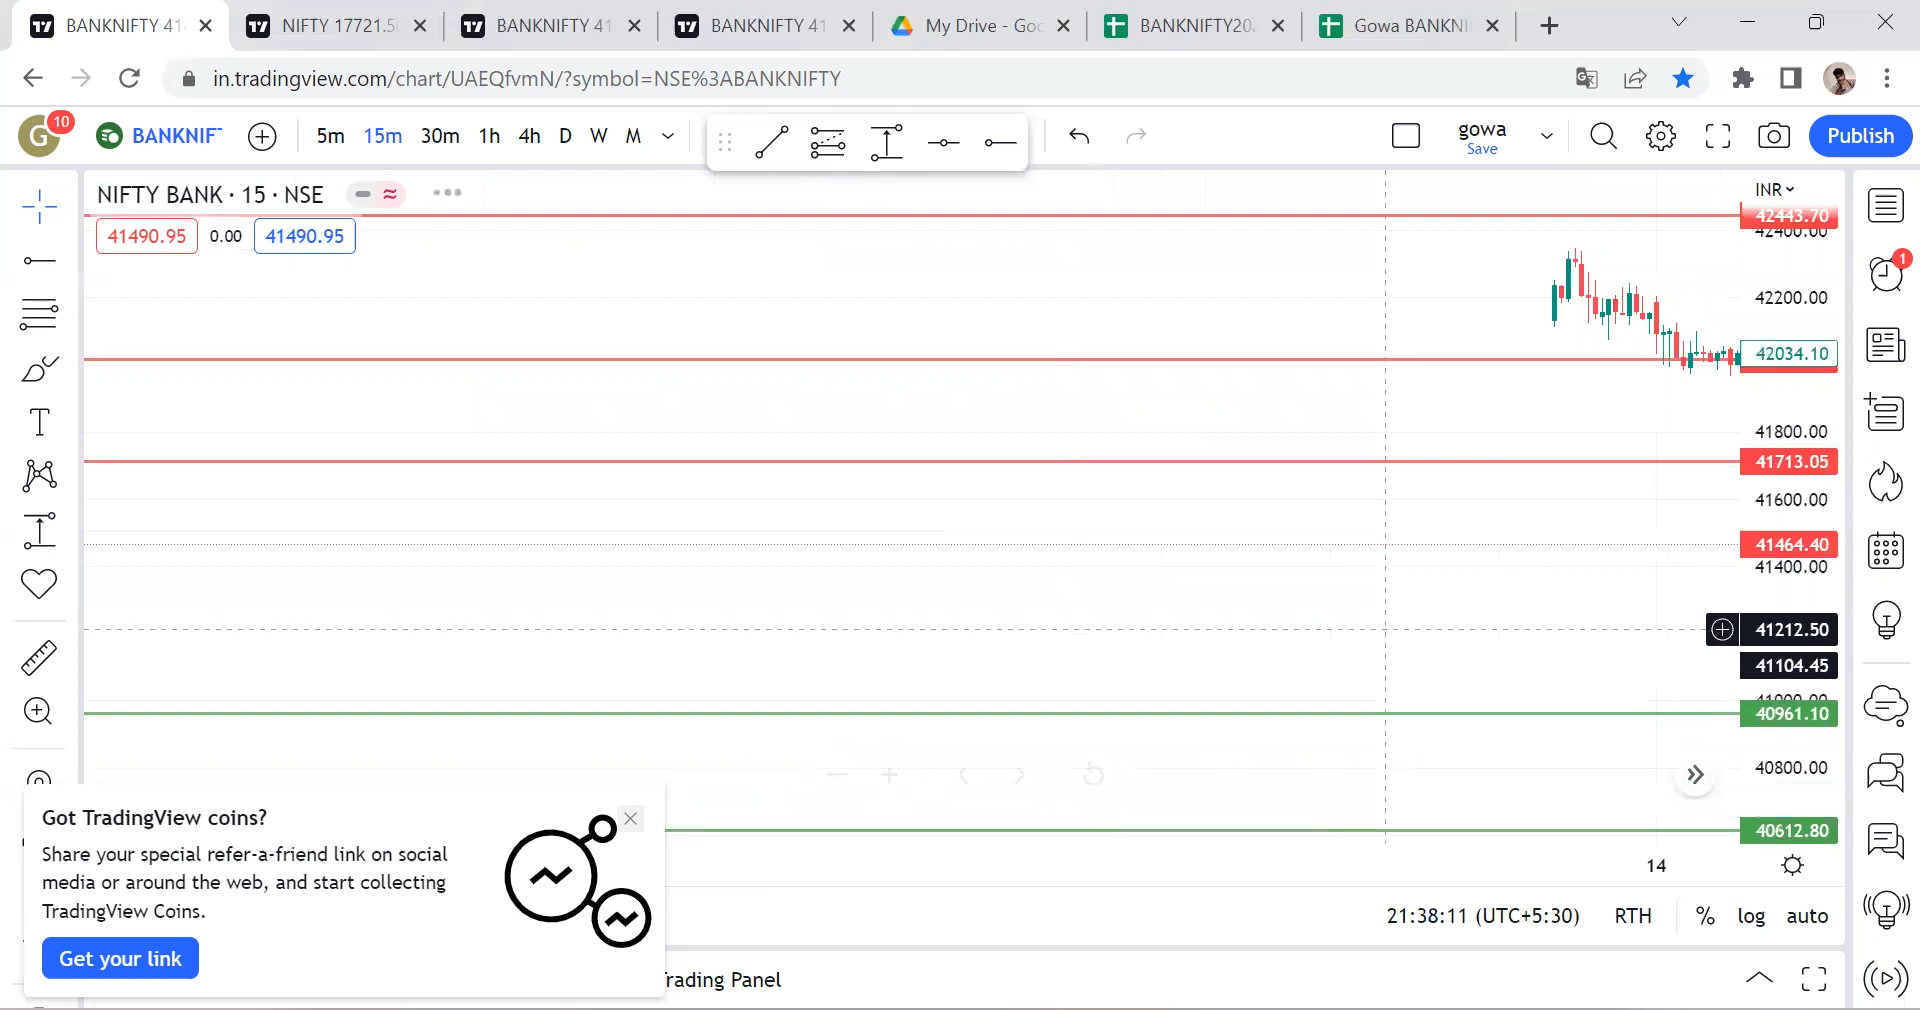 BANKNIFTY 41
NIFTY 17721.5
BANKNIFTY 41
BANKNIFTY 41
My Drive - Goo
BANKNIFTY20
Gowa BANKNI
in.tradingview.com/chart/UAEQfvmN/?symbol=NSE%3ABANKNIFTY
G
10
BANKNIF
5m 15m 30m 1h 4h D W M
gowa
Save
Publish
NIFTY BANK · 15 · NSE
INR
41490.95 0.00 41490.95
42443.70
42400.00
42200.00
42034.10
41800.00
41713.05
41600.00
41464.40
41400.00
41212.50
41104.45
41000.00
40961.10
40800.00
40612.80
1
14
Got TradingView coins?
Share your special refer-a-friend link on social
media or around the web, and start collecting
TradingView Coins.
Get your link
21:38:11 (UTC+5:30) RTH % log auto
rading Panel